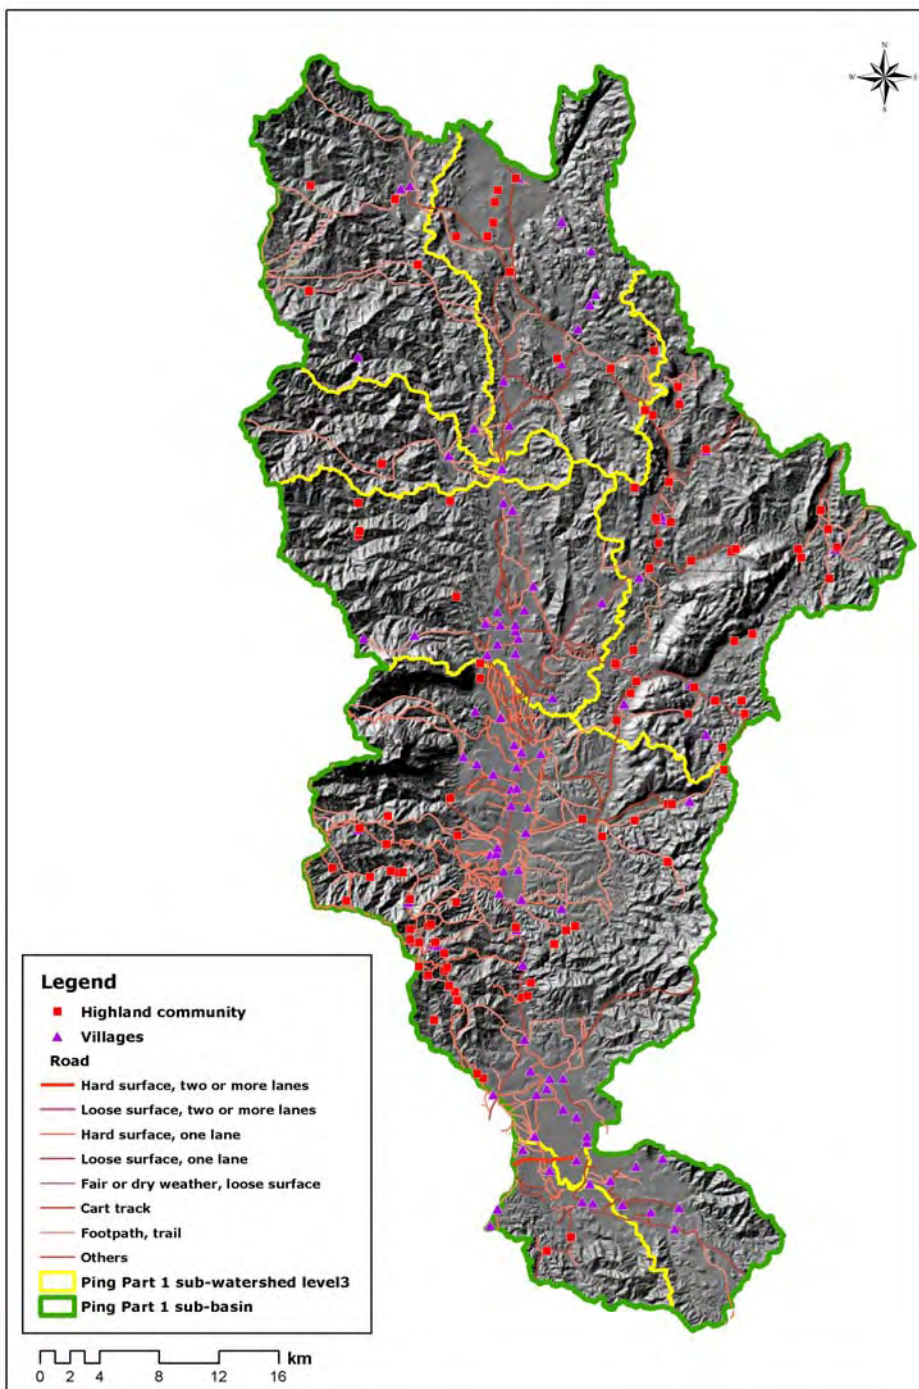 N
W
E
S
Legend
Highland community
Villages
Road
Hard surface, two or more lanes
Loose surface, two or more lanes
Hard surface, one lane
Loose surface, one lane
Fair or dry weather, loose surface
Cart track
Footpath, trail
Others
Ping Part 1 sub-watershed level3
Ping Part 1 sub-basin
km
0 2 4 8 12 16